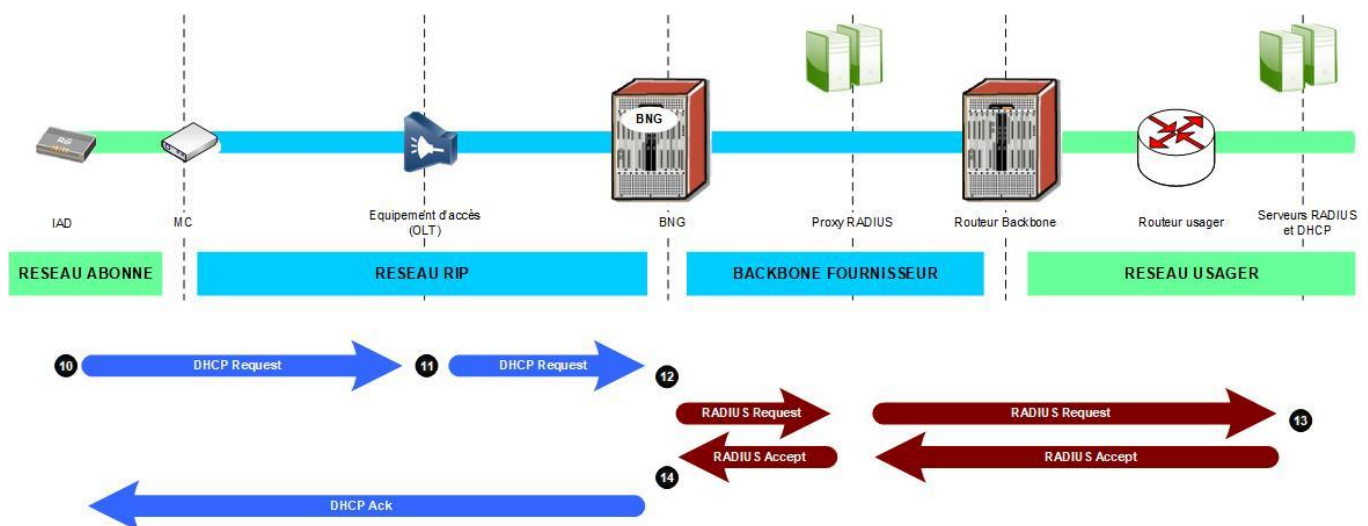 BNG
RG
IAD
MC
Equipement d'accès
(OLT)
BNG
Proxy RADIUS
Routeur Backbone
Routeur usager
Serveurs RADIUS
et DHCP
RESEAU ABONNE
RESEAU RIP
BACKBONE FOURNISSEUR
RESEAU USAGER
10
DHCP Request
11
DHCP Request
12
RADIUS Request
RADIUS Request
13
RADIUS Accept
RADIUS Accept
14
DHCP Ack